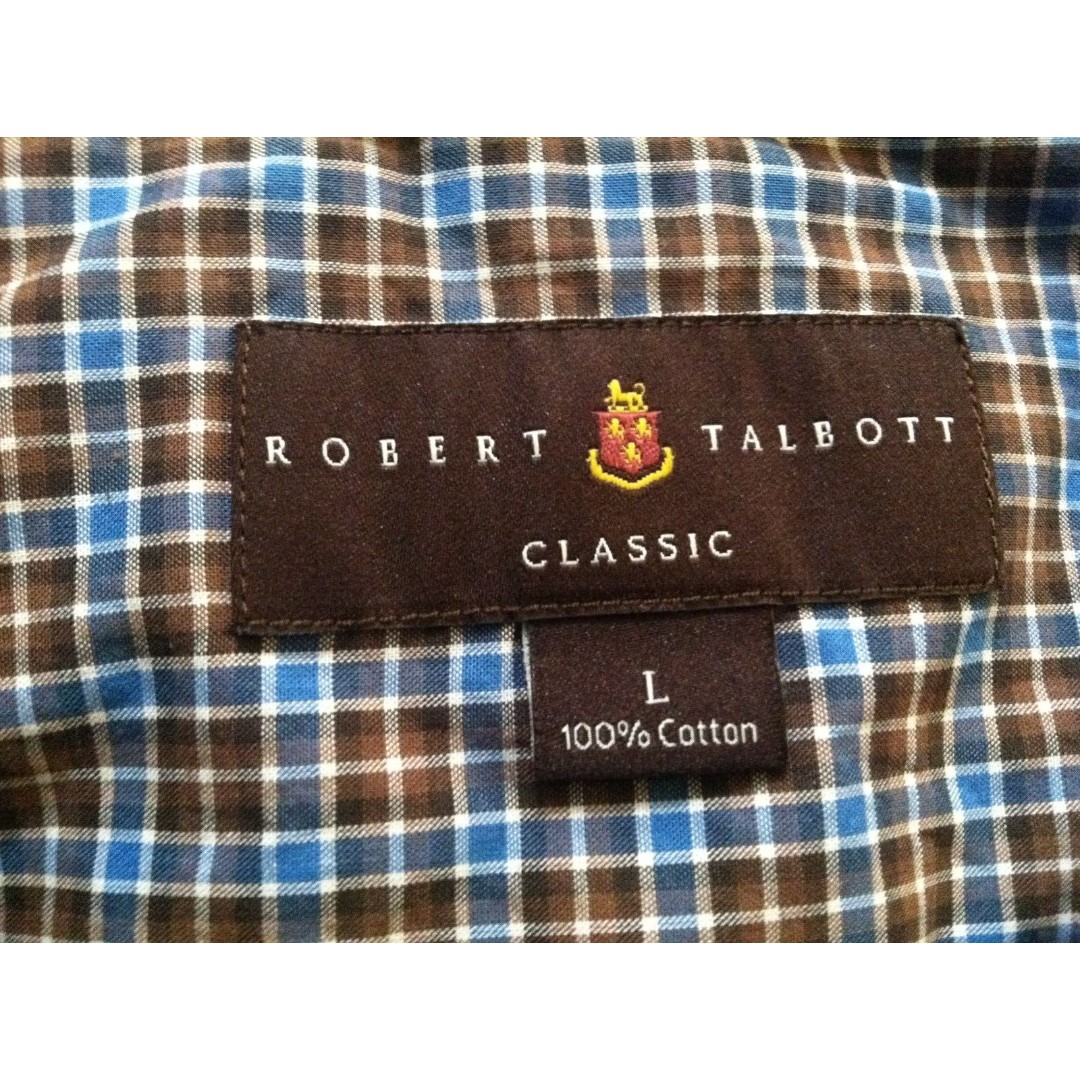 ROBERT TALBOTT
CLASSIC
L
100% Cotton